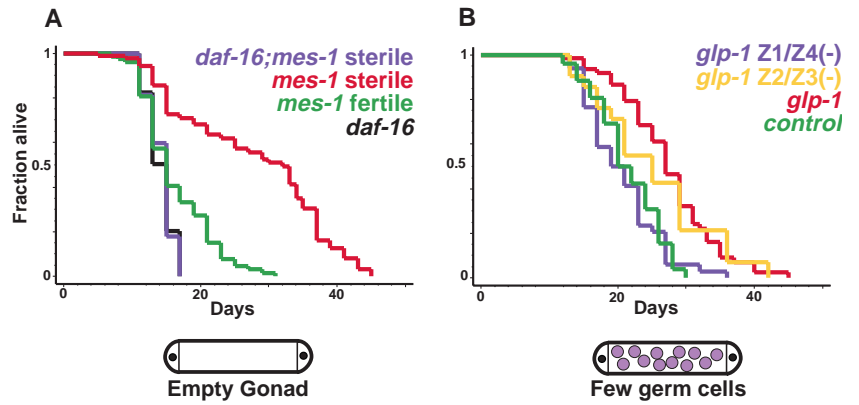 A
daf-16;mes-1 sterile
mes-1 sterile
mes-1 fertile
daf-16
Fraction alive
1
0.5
0
0 20 40
Days
Empty Gonad
B
glp-1 Z1/Z4(-)
glp-1 Z2/Z3(-)
glp-1
control
1
0.5
0
0 20 40
Days
Few germ cells